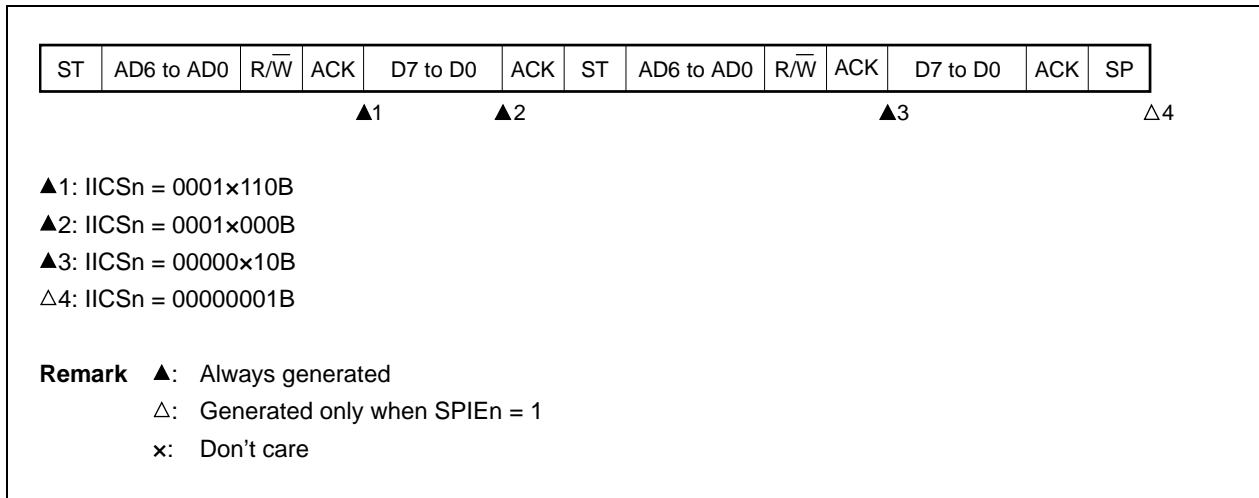 ST AD6 to AD0 R/W̅ ACK D7 to D0 ACK ST AD6 to AD0 R/W̅ ACK D7 to D0 ACK SP
▲1 ▲2 ▲3 △4
▲1: IICSn = 0001×110B
▲2: IICSn = 0001×000B
▲3: IICSn = 00000×10B
△4: IICSn = 00000001B
Remark ▲: Always generated
△: Generated only when SPIEn = 1
×: Don't care